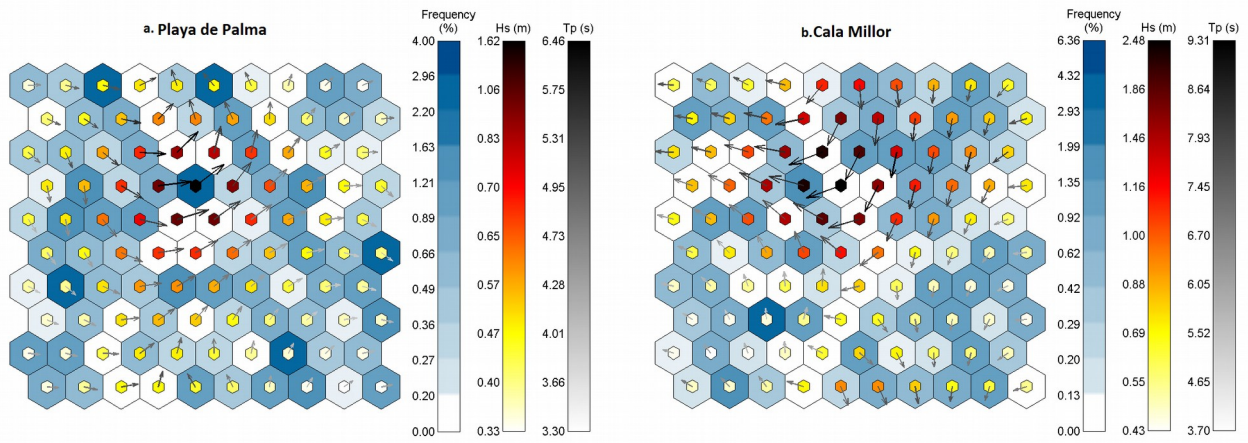 a. Playa de Palma
Frequency
(%)
Hs (m)
Tp (s)
4.00 1.62 6.46
2.96 1.06 5.75
2.20 0.83 5.31
1.63
1.21 0.70 4.95
0.89 0.65 4.73
0.66
0.49 0.57 4.28
0.36 0.47 4.01
0.27 0.40 3.66
0.20
0.00 0.33 3.30
b.Cala Millor
Frequency
(%)
Hs (m)
Tp (s)
6.36 2.48 9.31
4.32 1.86 8.64
2.93 1.46 7.95
1.99
1.35 1.16 7.45
0.92 1.00 6.70
0.62
0.42 0.88 6.05
0.29 0.69 5.52
0.20 0.55 4.65
0.13
0.00 0.43 3.70